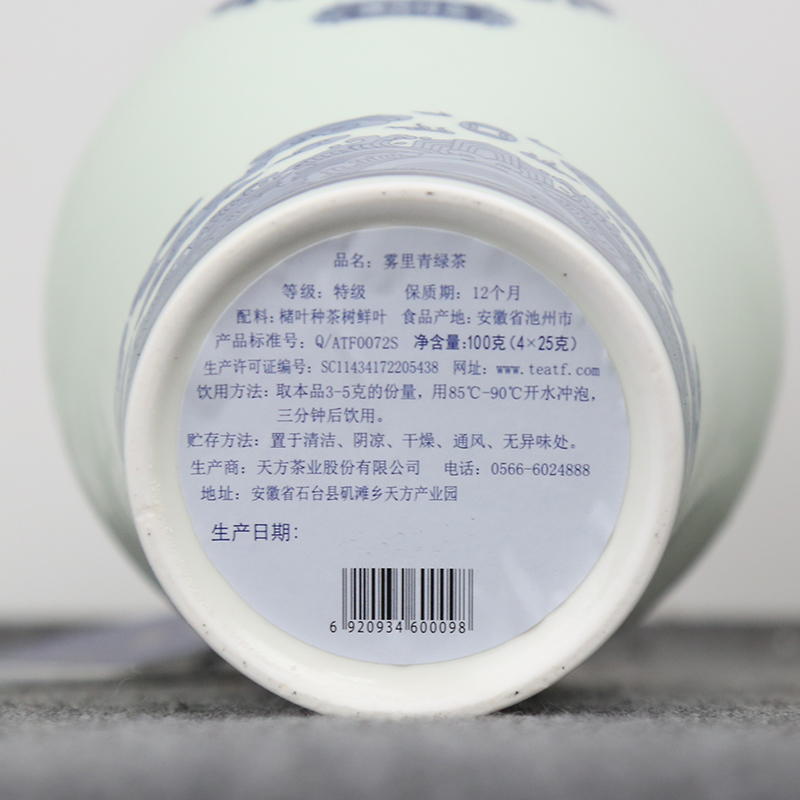 品名：雾里青绿茶
等级：特级 保质期：12个月
配料：槠叶种茶树鲜叶 食品产地：安徽省池州市
产品标准号：Q/ATF0072S 净含量：100克（4×25克）
生产许可证编号：SC11434172205438 网址：www.teatf.com
饮用方法：取本品3-5克的份量，用85℃-90℃开水冲泡，
三分钟后饮用。
贮存方法：置于清洁、阴凉、干燥、通风、无异味处。
生产商：天方茶业股份有限公司 电话：0566-6024888
地址：安徽省石台县矶滩乡天方产业园
生产日期：
6 920934 600098